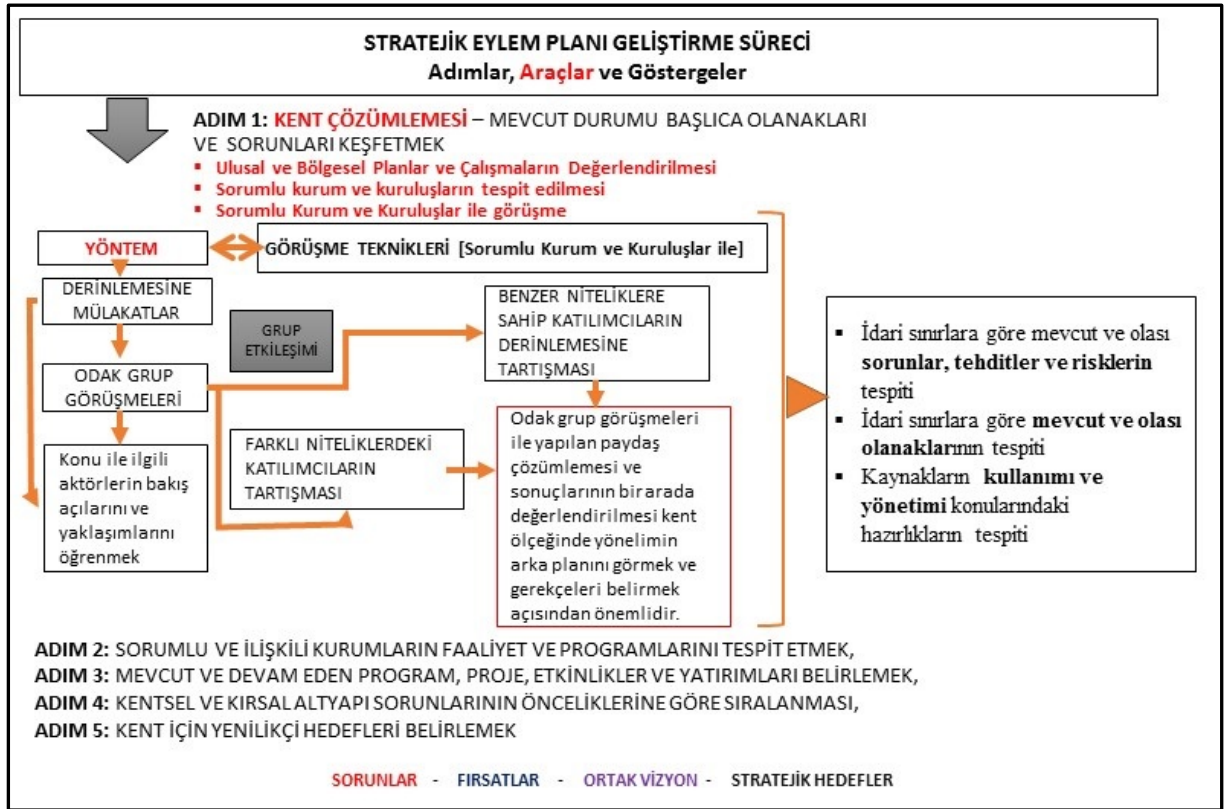 STRATEJİK EYLEM PLANI GELİŞTİRME SÜRECİ
Adımlar, Araçlar ve Göstergeler
ADIM 1: KENT ÇÖZÜMLEMESİ – MEVCUT DURUMU BAŞLICA OLANAKLARI
VE SORUNLARI KEŞFETMEK
▪ Ulusal ve Bölgesel Planlar ve Çalışmaların Değerlendirilmesi
▪ Sorumlu kurum ve kuruluşların tespit edilmesi
▪ Sorumlu Kurum ve Kuruluşlar ile görüşme
YÖNTEM
GÖRÜŞME TEKNİKLERİ [Sorumlu Kurum ve Kuruluşlar ile]
DERİNLEMESİNE
MÜLAKATLAR
ODAK GRUP
GÖRÜŞMELERİ
Konu ile ilgili
aktörlerin bakış
açılarını ve
yaklaşımlarını
öğrenmek
GRUP
ETKİLEŞİMİ
FARKLI NİTELİKLERDEKİ
KATILIMCILARIN
TARTIŞMASI
BENZER NİTELİKLERE
SAHİP KATILIMCILARIN
DERİNLEMESİNE
TARTIŞMASI
Odak grup görüşmeleri
ile yapılan paydaş
çözümlemesi ve
sonuçlarının bir arada
değerlendirilmesi kent
ölçeğinde yönelimin
arka planını görmek ve
gerekçeleri belirmek
açısından önemlidir.
▪ İdari sınırlara göre mevcut ve olası
sorunlar, tehditler ve risklerin
tespiti
▪ İdari sınırlara göre mevcut ve olası
olanaklarının tespiti
▪ Kaynakların kullanımı ve
yönetimi konularındaki
hazırlıkların tespiti
ADIM 2: SORUMLU VE İLİŞKİLİ KURUMLARIN FAALİYET VE PROGRAMLARINI TESPİT ETMEK,
ADIM 3: MEVCUT VE DEVAM EDEN PROGRAM, PROJE, ETKİNLİKLER VE YATIRIMLARI BELİRLEMEK,
ADIM 4: KENTSEL VE KIRSAL ALTYAPI SORUNLARININ ÖNCELİKLERİNE GÖRE SIRALANMASI,
ADIM 5: KENT İÇİN YENİLİKÇİ HEDEFLERİ BELİRLEMEK
SORUNLAR - FIRSATLAR - ORTAK VİZYON - STRATEJİK HEDEFLER